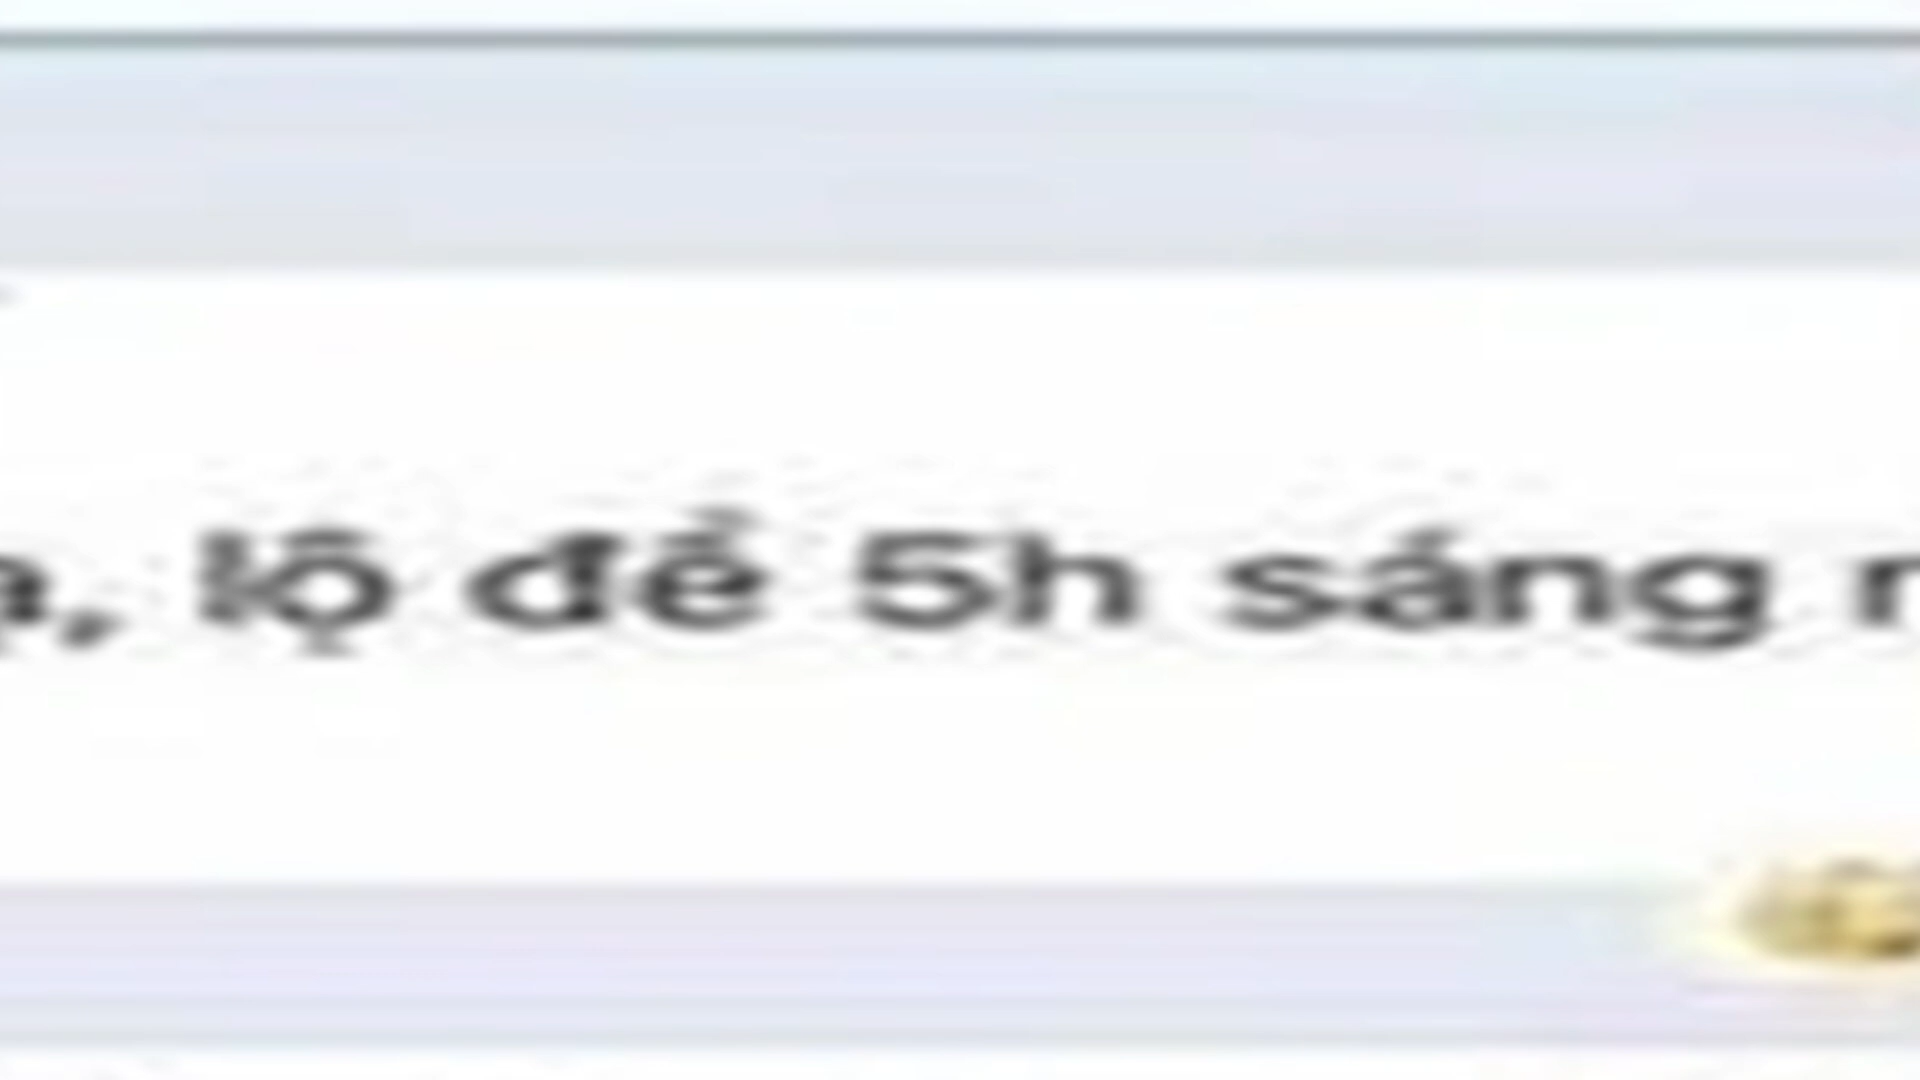 , lộ đề 5h sáng